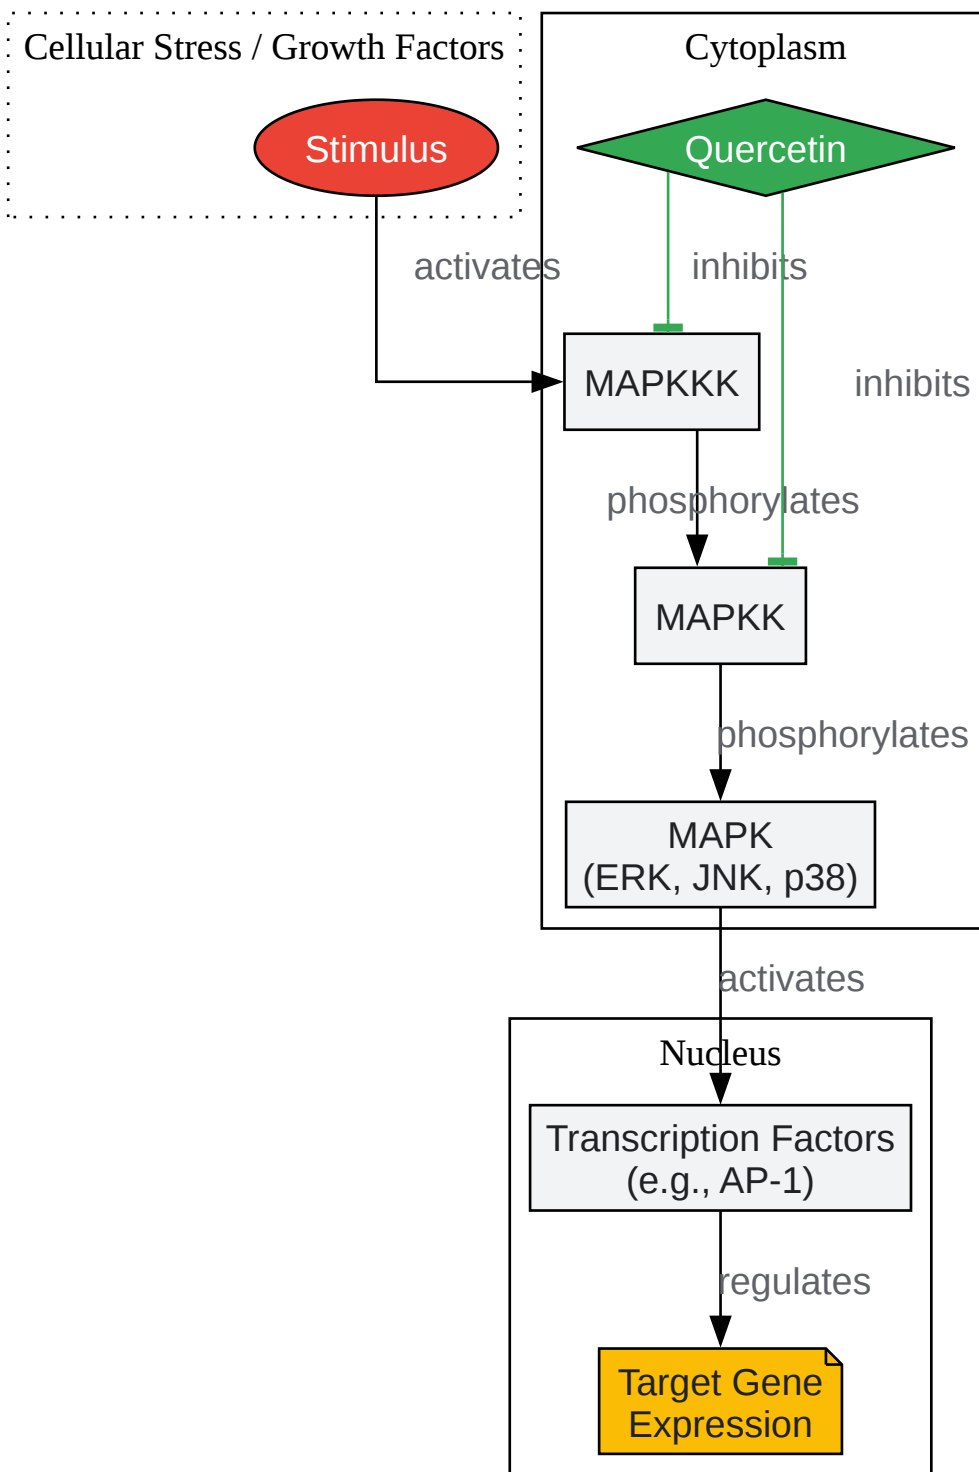 Cellular Stress / Growth Factors
Cytoplasm
Stimulus
Quercetin
activates
inhibits
MAPKKK
inhibits
phosphorylates
MAPKK
phosphorylates
MAPK
(ERK, JNK, p38)
activates
Nucleus
Transcription Factors
(e.g., AP-1)
regulates
Target Gene
Expression